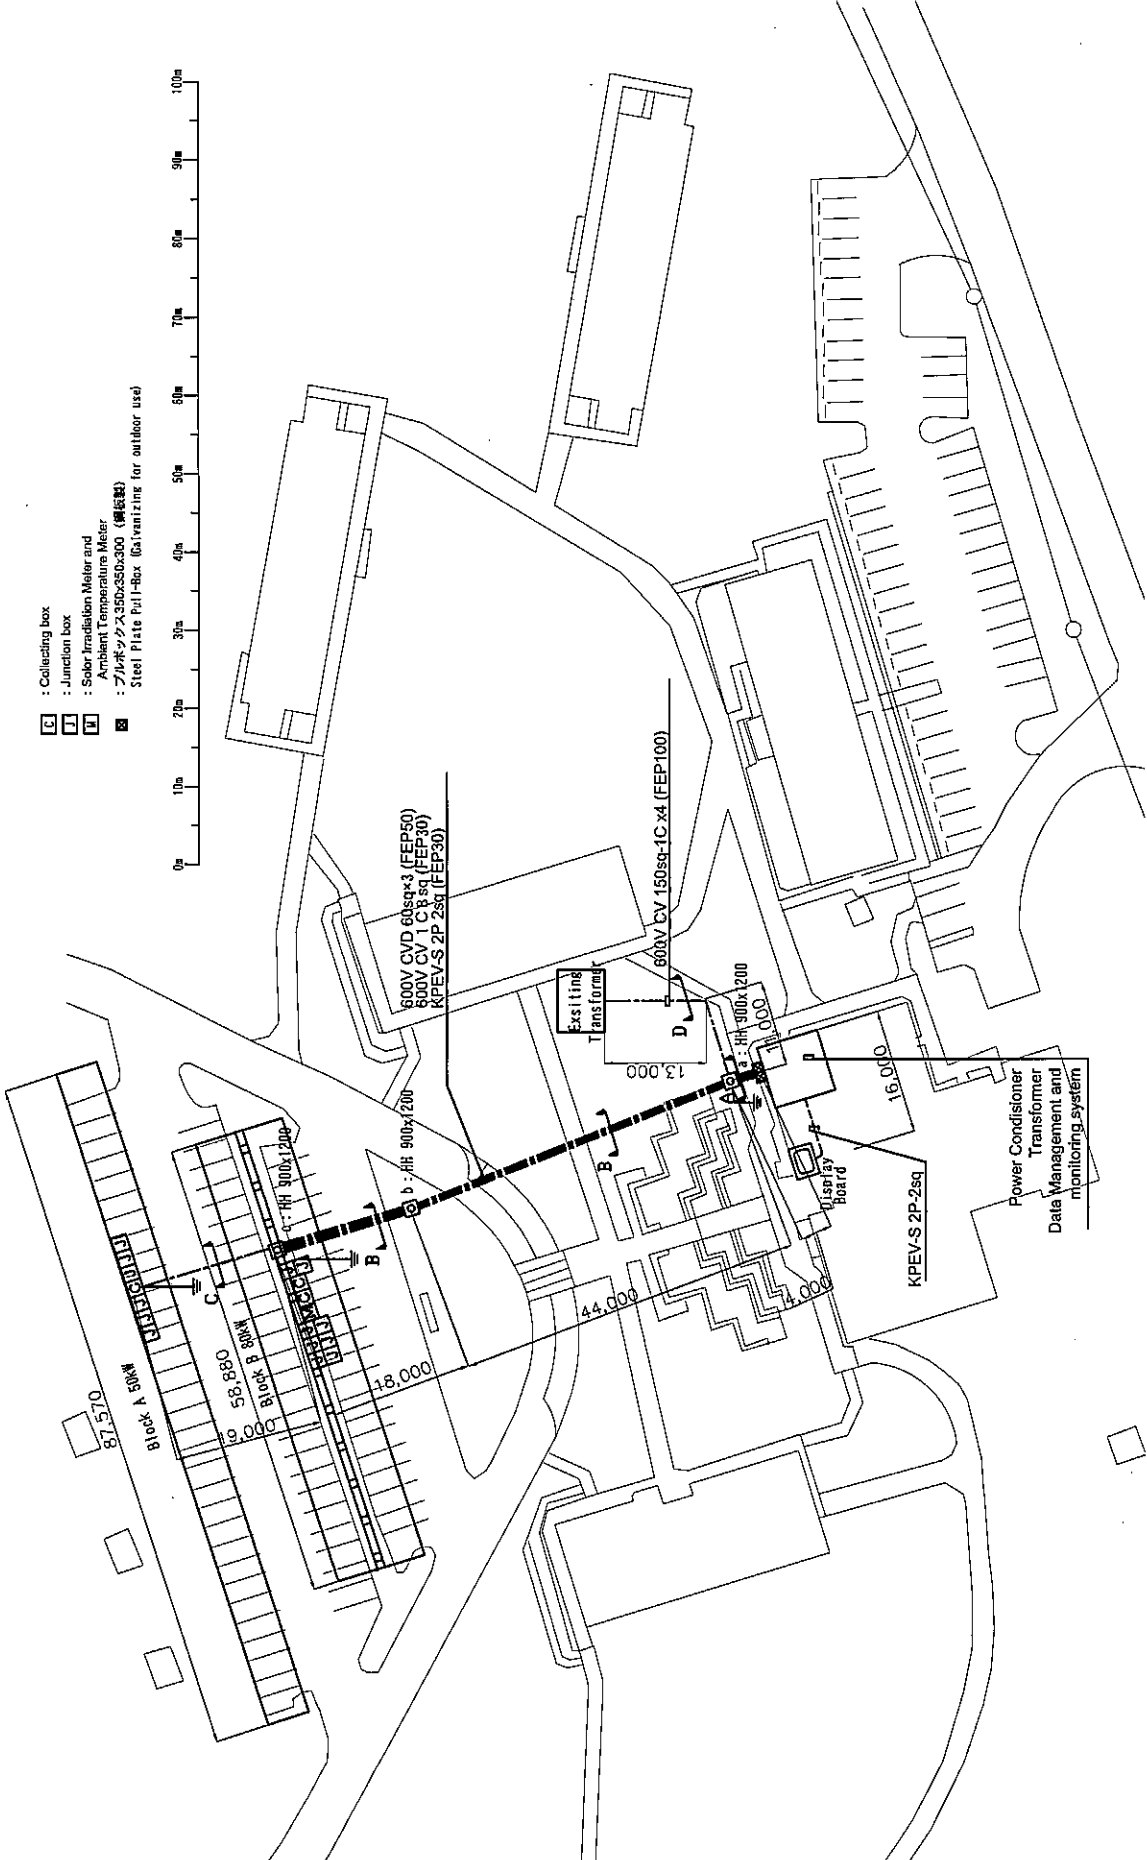 C : Collecting box
J : Junction box
M : Solor Irradiation Meter and
Ambient Temperature Meter
: プルボックス350x350x300 (鋼板製)
Steel Plate Pull-Box (Galvanizing for outdoor use)
0m 10m 20m 30m 40m 50m 60m 70m 80m 90m 100m
87,570
Block A 50kW
58,880
Block B 80kW
19,000
18,000
44,000
4,000
JJJCJJJ
C
c : HH 900x1200
B
b : HH 900x1200
600V CVD 60sq×3 (FEP50)
600V CV 1 C 8 sq (FEP30)
KPEV-S 2P 2sq (FEP30)
B
Exsiting
Transformer
13,000
600V CV 150sq-1C x4 (FEP100)
D
A
a : HH 900x1200
16,000
Display
Board
KPEV-S 2P-2sq
Power Condisioner
Transformer
Data Management and
monitoring system